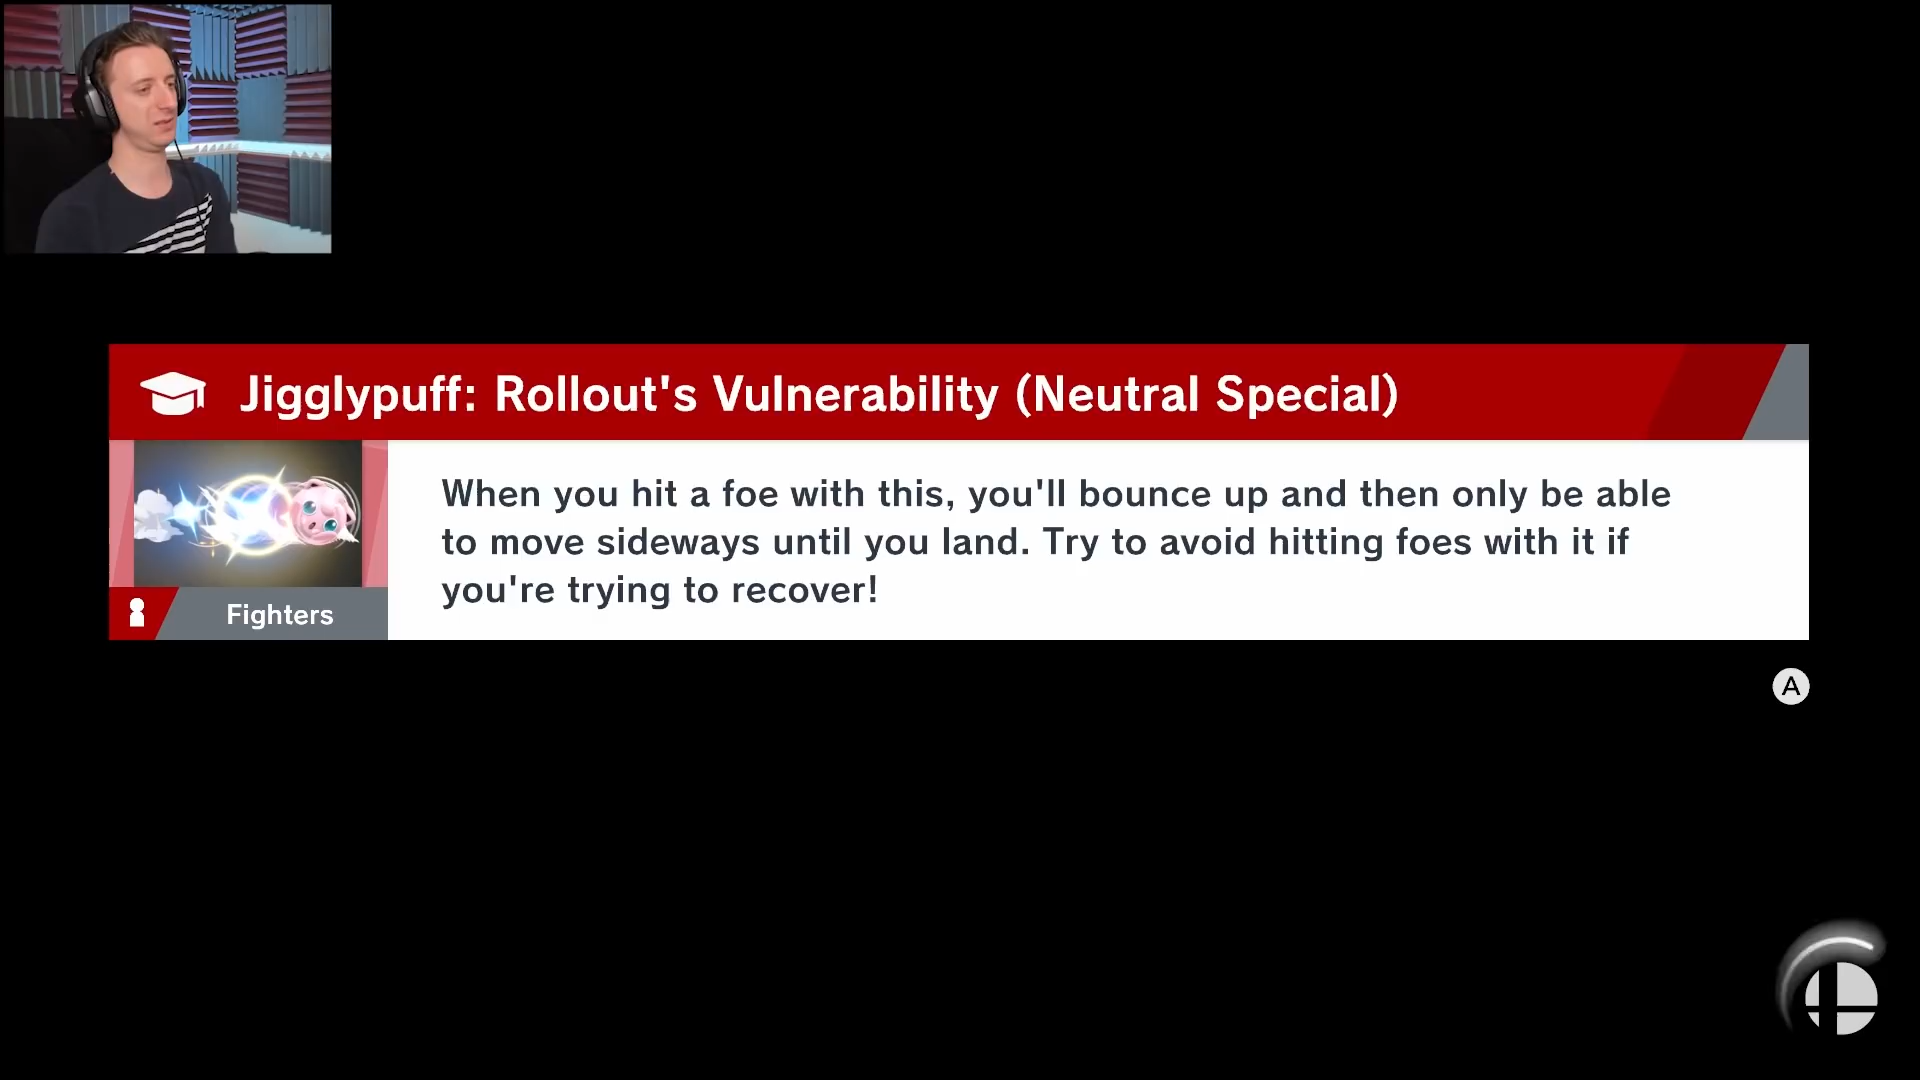 Jigglypuff: Rollout's Vulnerability (Neutral Special)
When you hit a foe with this, you'll bounce up and then only be able
to move sideways until you land. Try to avoid hitting foes with it if
you're trying to recover!
Fighters
A